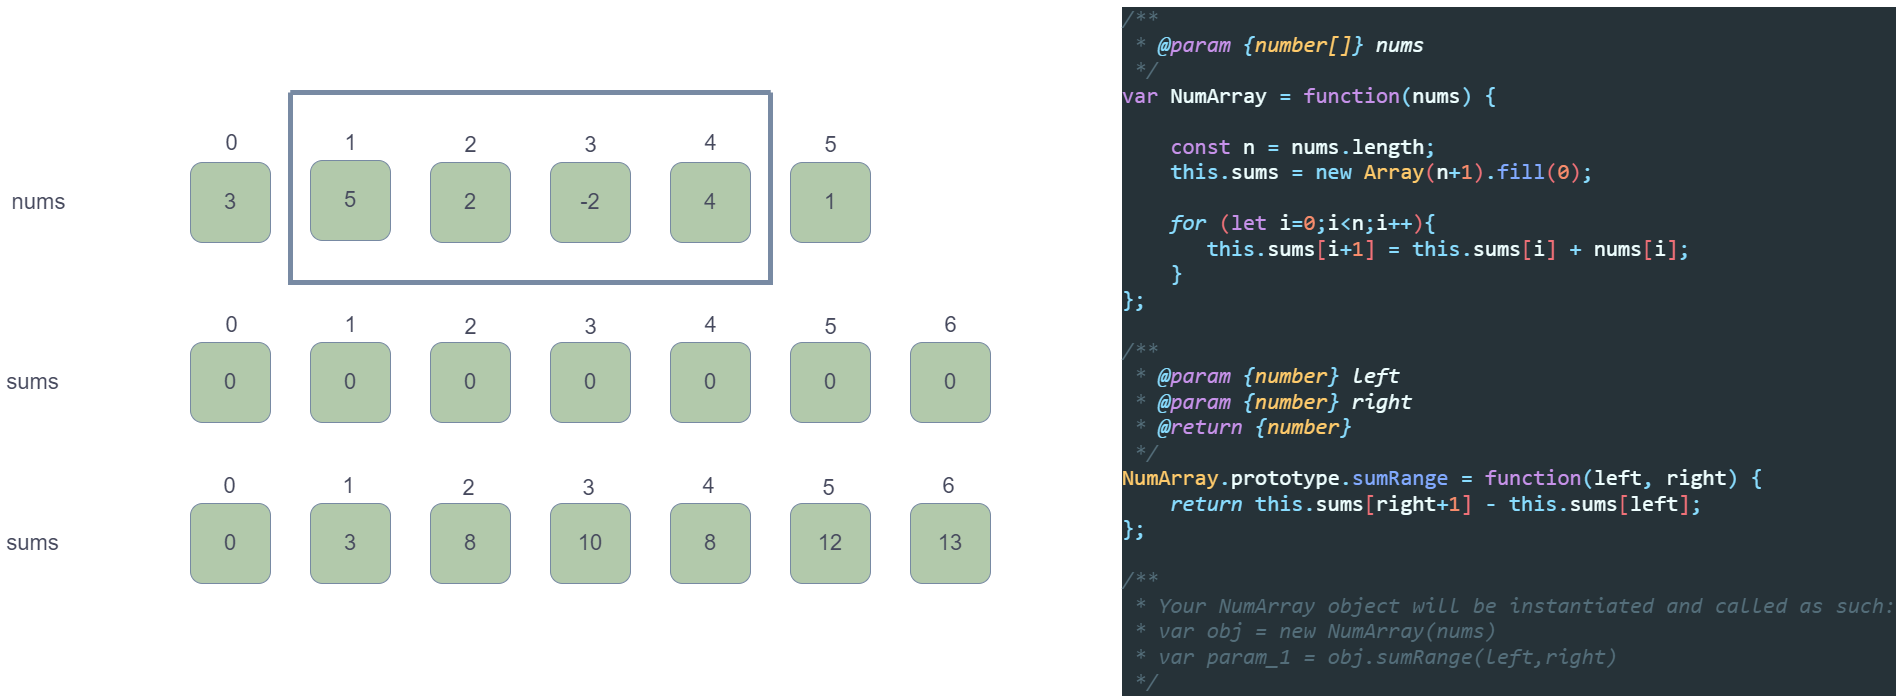 0 1 2 3 4 5
nums 3 5 2 -2 4 1
0 1 2 3 4 5 6
sums 0 0 0 0 0 0 0
0 1 2 3 4 5 6
sums 0 3 8 10 8 12 13
/**
 * @param {number[]} nums
 */
var NumArray = function(nums) {
    const n = nums.length;
    this.sums = new Array(n+1).fill(0);
    for (let i=0;i<n;i++){
       this.sums[i+1] = this.sums[i] + nums[i];
    }
};
/**
 * @param {number} left
 * @param {number} right
 * @return {number}
 */
NumArray.prototype.sumRange = function(left, right) {
    return this.sums[right+1] - this.sums[left];
};
/**
 * Your NumArray object will be instantiated and called as such:
 * var obj = new NumArray(nums)
 * var param_1 = obj.sumRange(left,right)
 */